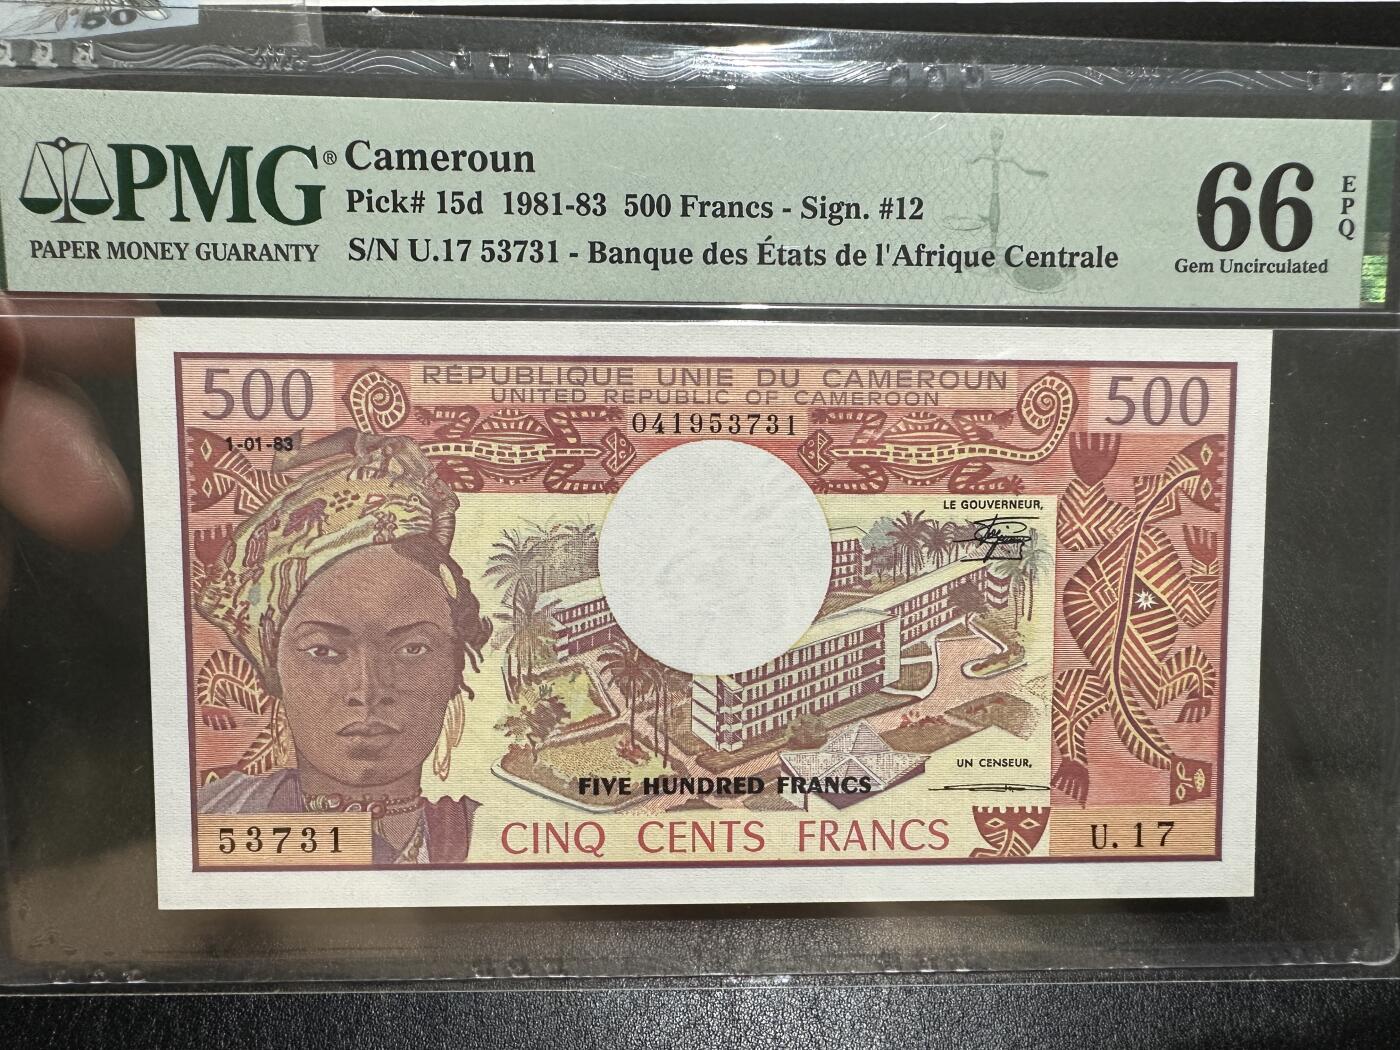 50
PMG®
PAPER MONEY GUARANTY
Cameroun
Pick# 15d 1981-83 500 Francs - Sign. #12
S/N U.17 53731 - Banque des États de l'Afrique Centrale
66
EPQ
Gem Uncirculated
500
RÉPUBLIQUE UNIE DU CAMEROUN
UNITED REPUBLIC OF CAMEROON
500
041953731
1-01-83
LE GOUVERNEUR,
UN CENSEUR,
FIVE HUNDRED FRANCS
CINQ CENTS FRANCS
53731
U.17